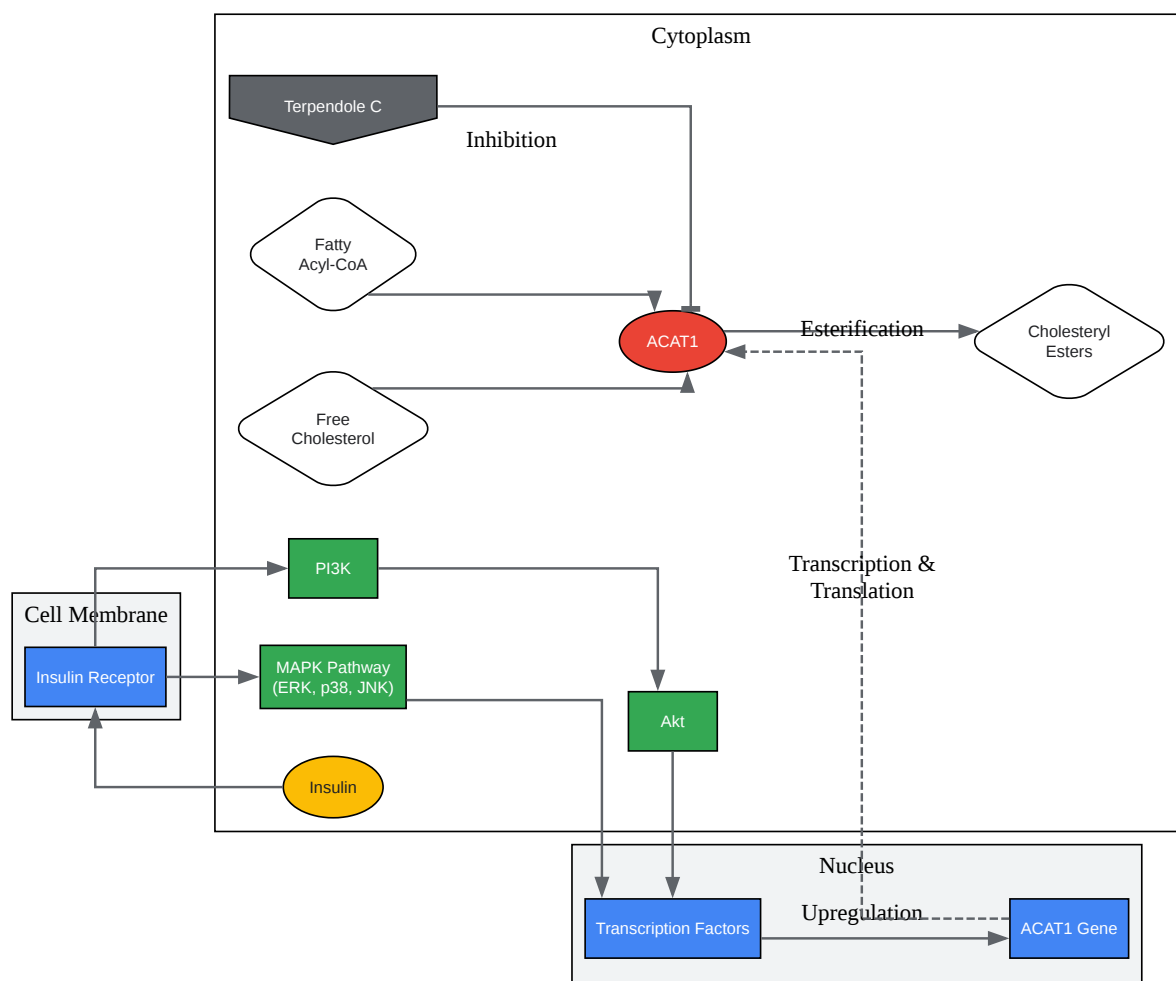 Cytoplasm
Terpendole C
Inhibition
Fatty
Acyl-CoA
ACAT1
Esterification
Cholesteryl
Esters
Free
Cholesterol
PI3K
Transcription &
Translation
Cell Membrane
Insulin Receptor
MAPK Pathway
(ERK, p38, JNK)
Akt
Insulin
Nucleus
Upregulation
Transcription Factors
ACAT1 Gene